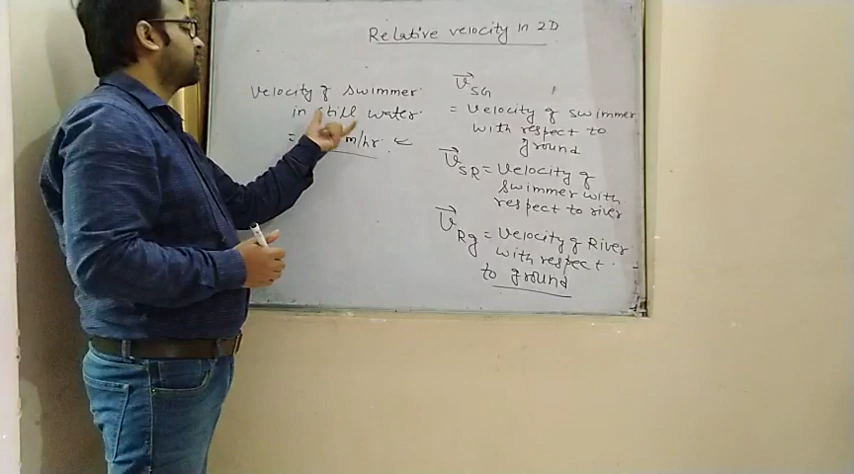 Relative velocity in 2D
velocity of swimmer
in still water
= m/hr.
V⃗SG
= velocity of swimmer
with respect to
ground
V⃗SR = velocity of
swimmer with
respect to river
V⃗Rg = velocity of River
with respect
to ground